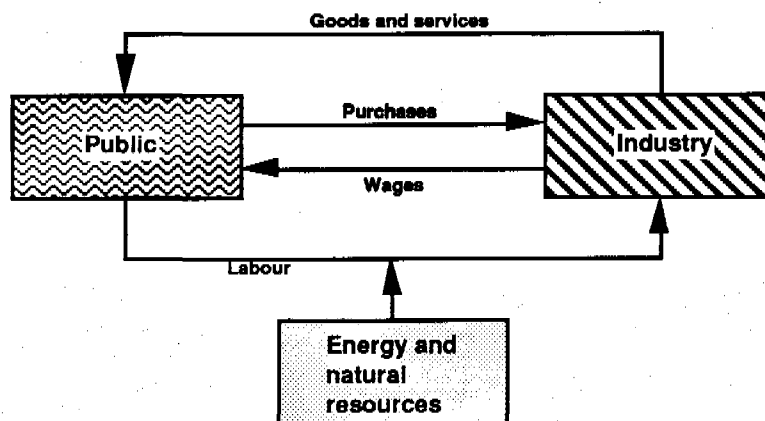 Goods and services
Purchases
Public
Industry
Wages
Labour
Energy and
natural
resources